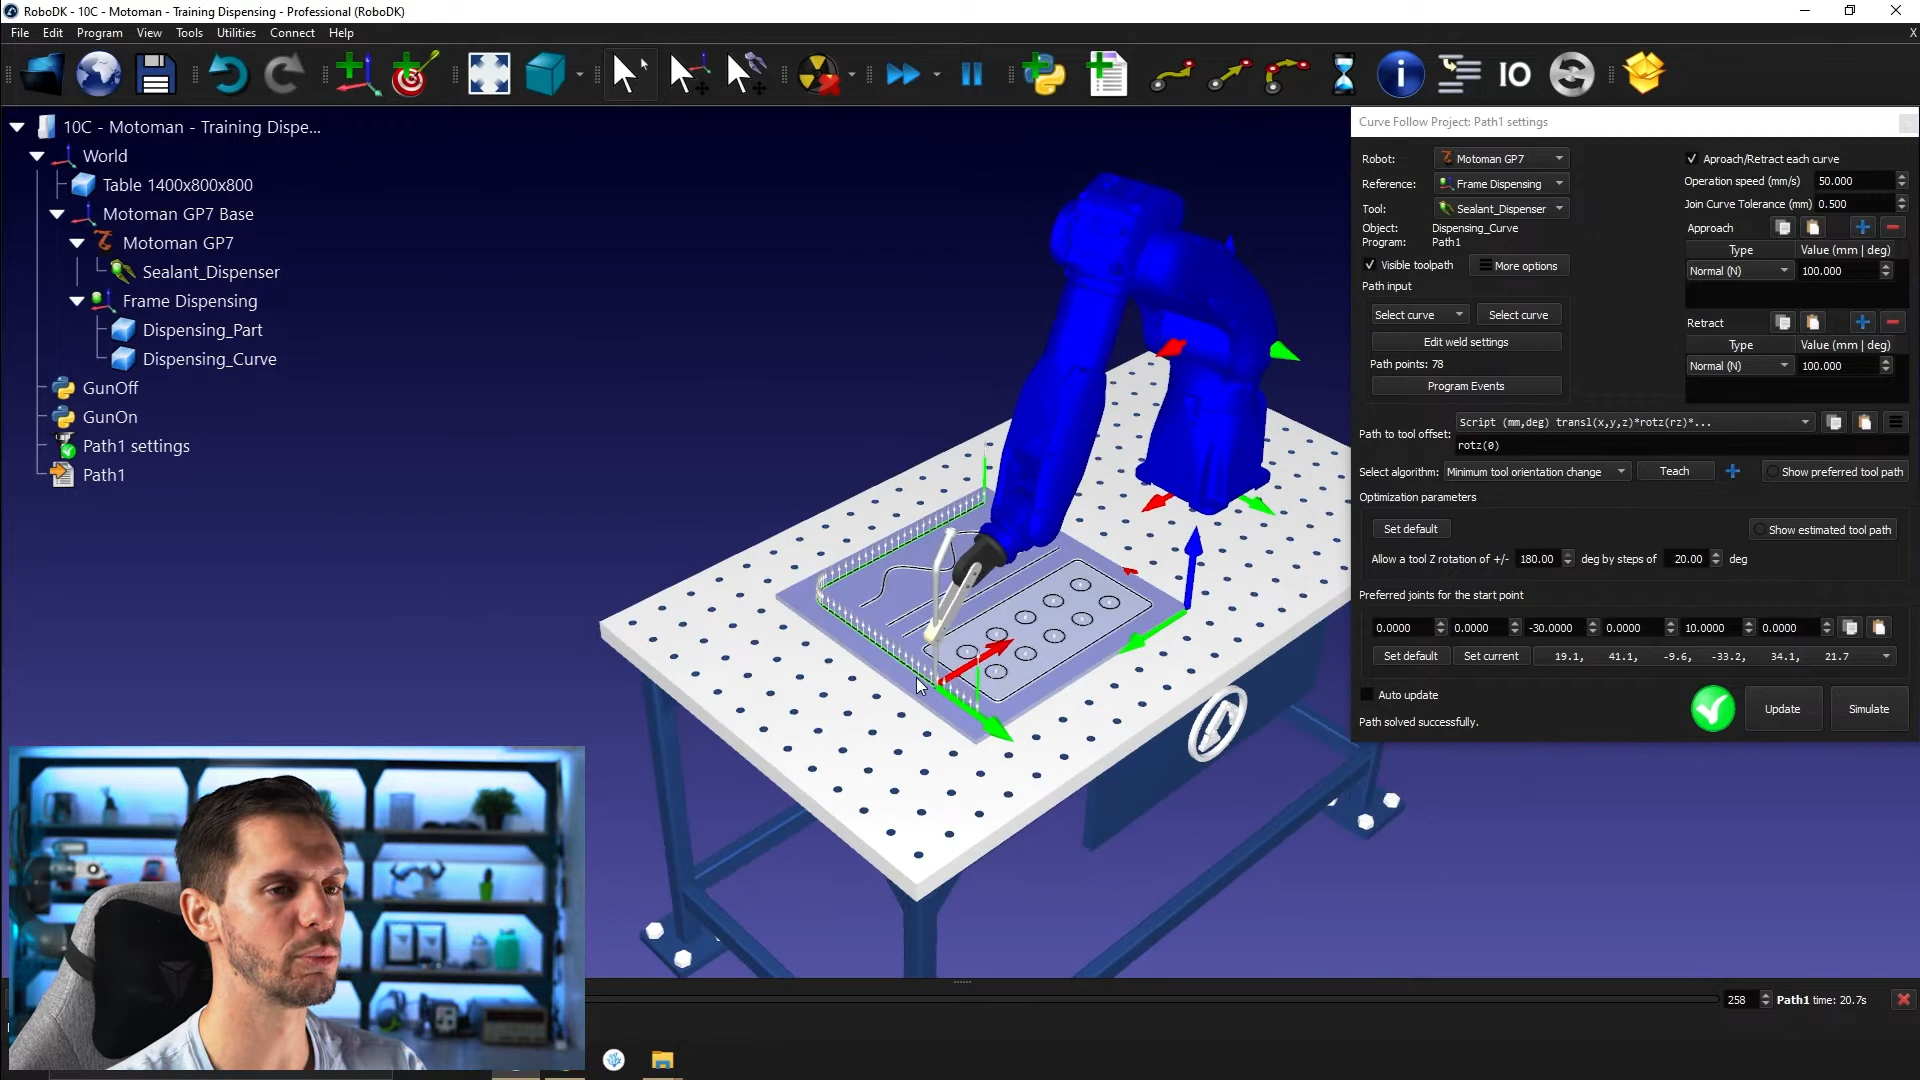 RoboDK - 10C - Motoman - Training Dispensing - Professional (RoboDK)
File Edit Program View Tools Utilities Connect Help
X
IO
10C - Motoman - Training Dispe...
World
Table 1400x800x800
Motoman GP7 Base
Motoman GP7
Sealant_Dispenser
Frame Dispensing
Dispensing_Part
Dispensing_Curve
GunOff
GunOn
Path1 settings
Path1
Curve Follow Project: Path1 settings
Robot: Motoman GP7
Reference: Frame Dispensing
Tool: Sealant_Dispenser
Object: Dispensing_Curve
Program: Path1
Visible toolpath More options
Path input
Select curve Select curve
Edit weld settings
Path points: 78
Program Events
Aproach/Retract each curve
Operation speed (mm/s) 50.000
Join Curve Tolerance (mm) 0.500
Approach
Type Value (mm | deg)
Normal (N) 100.000
Retract
Type Value (mm | deg)
Normal (N) 100.000
Path to tool offset: Script (mm,deg) transl(x,y,z)*rotz(rz)*...
rotz(0)
Select algorithm: Minimum tool orientation change Teach Show preferred tool path
Optimization parameters
Set default Show estimated tool path
Allow a tool Z rotation of +/- 180.00 deg by steps of 20.00 deg
Preferred joints for the start point
0.0000 0.0000 -30.0000 0.0000 10.0000 0.0000
Set default Set current 19.1, 41.1, -9.6, -33.2, 34.1, 21.7
Auto update
Path solved successfully.
Update Simulate
258 Path1 time: 20.7s